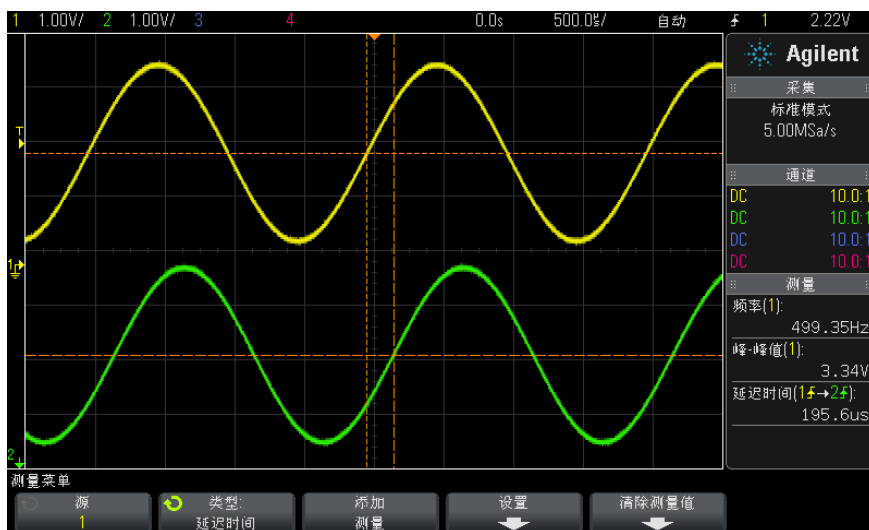 1 1.00V/ 2 1.00V/ 3 4 0.0s 500.0us/ 自动 1 2.22V
Agilent
采集
标准模式
5.00MSa/s
通道
DC 10.0:1
DC 10.0:1
DC 10.0:1
DC 10.0:1
测量
频率(1):
499.35Hz
峰-峰值(1):
3.34V
延迟时间(1→2):
195.6us
T
1
2
测量菜单
源
1
类型:
延迟时间
添加
测量
设置
清除测量值